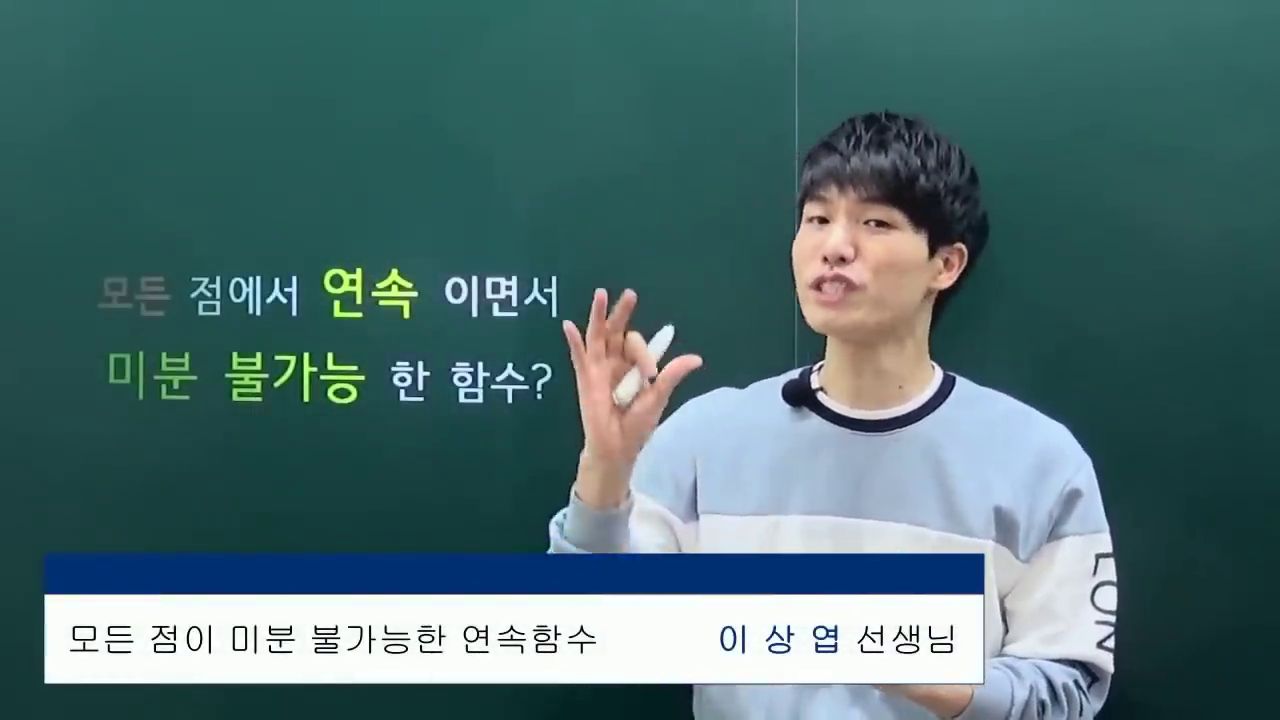 모든 점에서 연속 이면서
미분 불가능 한 함수?
모든 점이 미분 불가능한 연속함수
이 상 엽 선생님
LON